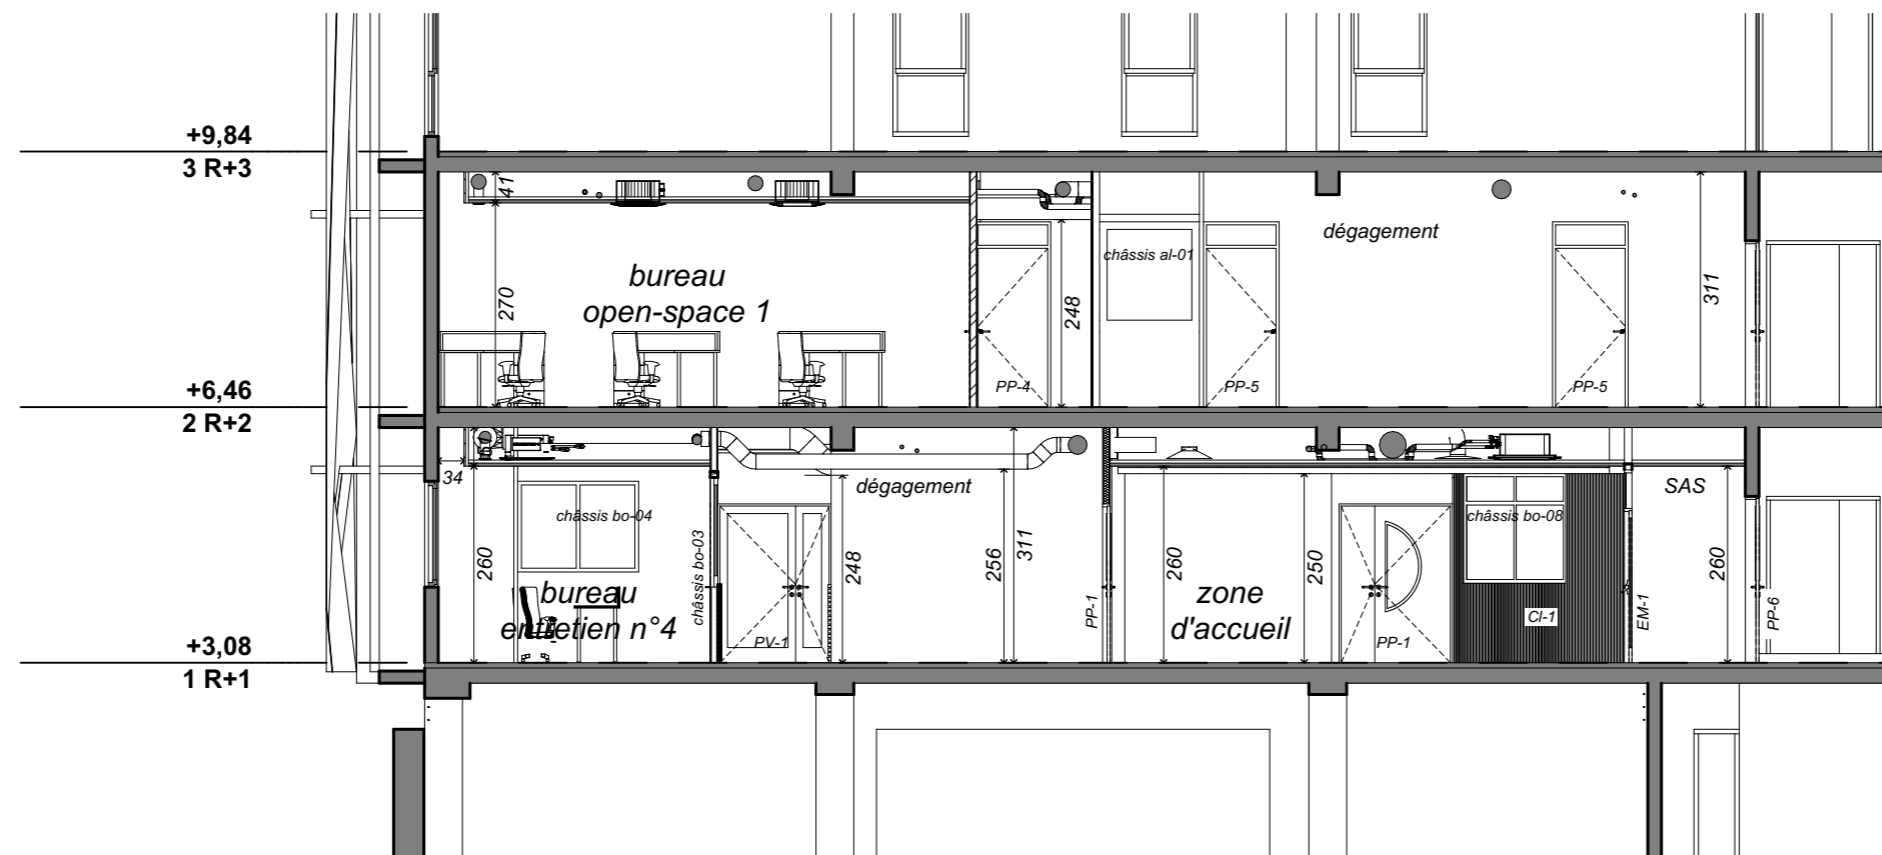 +9,84
3 R+3
41
dégagement
châssis al-01
bureau
open-space 1
270
248
311
PP-4
PP-5
PP-5
+6,46
2 R+2
34
dégagement
SAS
châssis bo-04
châssis bo-08
châssis bo-03
260
248
256
311
260
250
260
bureau
entretien n°4
zone
d'accueil
PP-1
CI-1
EM-1
PP-6
PV-1
PP-1
+3,08
1 R+1